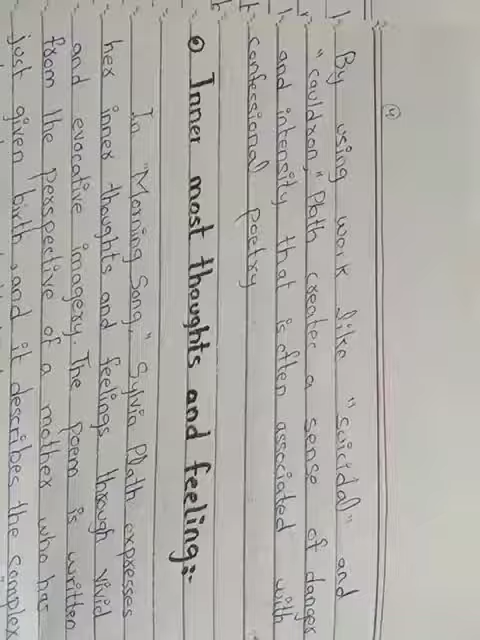 (4)
By using work like "suicidal" and
"cauldron," Plath creates a sense of danger
and intensity that is often associated with
confessional poetry
Inner most thoughts and feeling:-
In "Morning Song," Sylvia Plath expresses
her inner thoughts and feelings through vivid
and evocative imagery. The poem is written
from the perspective of a mother who has
just given birth, and it describes the complex